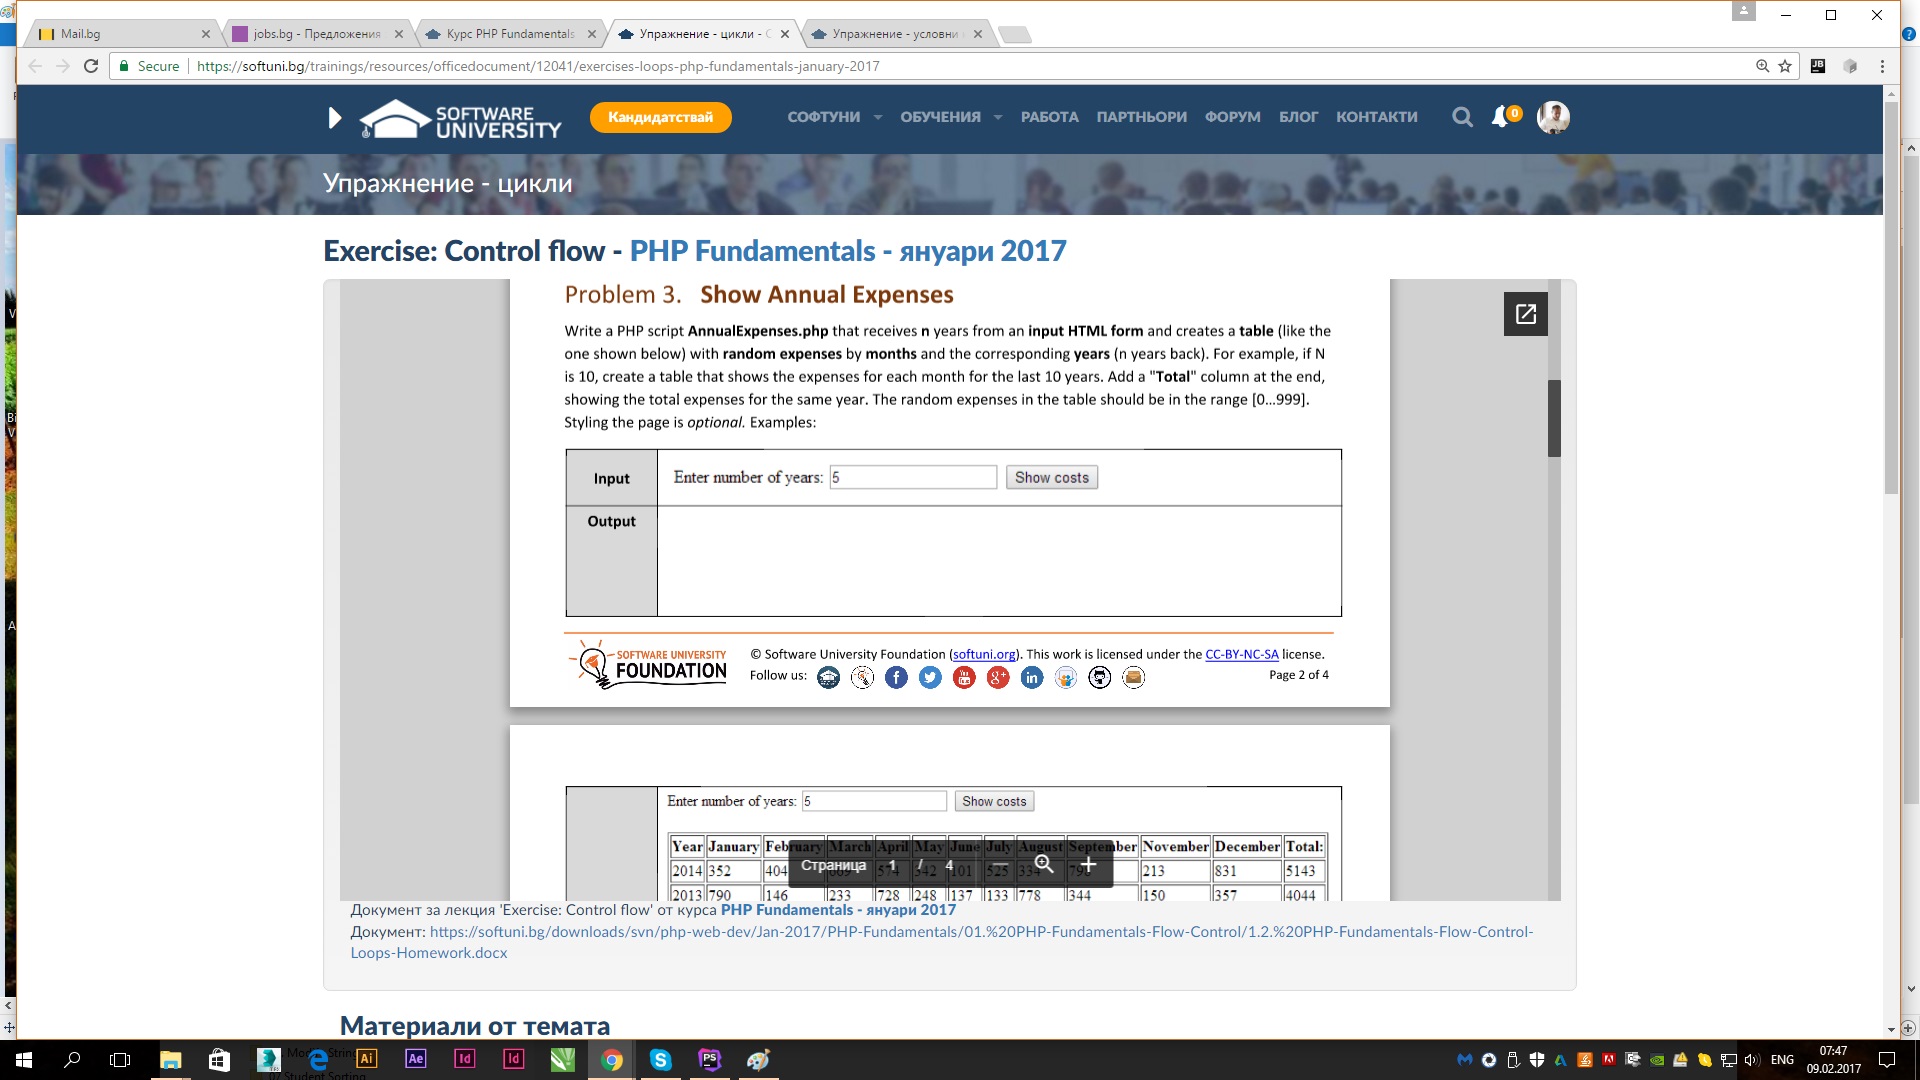 Mail.bg
jobs.bg - Предложения
Курс PHP Fundamentals
Упражнение - цикли - С
Упражнение - условни
Secure
https://softuni.bg/trainings/resources/officedocument/12041/exercises-loops-php-fundamentals-january-2017
SOFTWARE UNIVERSITY
Кандидатствай
СОФТУНИ ОБУЧЕНИЯ РАБОТА ПАРТНЬОРИ ФОРУМ БЛОГ КОНТАКТИ
0
Упражнение - цикли
Exercise: Control flow - PHP Fundamentals - януари 2017
Problem 3. Show Annual Expenses
Write a PHP script AnnualExpenses.php that receives n years from an input HTML form and creates a table (like the
one shown below) with random expenses by months and the corresponding years (n years back). For example, if N
is 10, create a table that shows the expenses for each month for the last 10 years. Add a "Total" column at the end,
showing the total expenses for the same year. The random expenses in the table should be in the range [0…999].
Styling the page is optional. Examples:
Input Enter number of years: 5 Show costs
Output
SOFTWARE UNIVERSITY FOUNDATION
© Software University Foundation (softuni.org). This work is licensed under the CC-BY-NC-SA license.
Follow us:
Page 2 of 4
Enter number of years: 5 Show costs
Year January February March April May June July August September November December Total:
2014 352 404 574 342 101 525 213 831 5143
2013 790 146 233 728 248 137 133 778 344 150 357 4044
Страница 1 / 4
Документ за лекция 'Exercise: Control flow' от курса PHP Fundamentals - януари 2017
Документ: https://softuni.bg/downloads/svn/php-web-dev/Jan-2017/PHP-Fundamentals/01.%20PHP-Fundamentals-Flow-Control/1.2.%20PHP-Fundamentals-Flow-Control-
Loops-Homework.docx
Материали от темата
ENG
07:47
09.02.2017